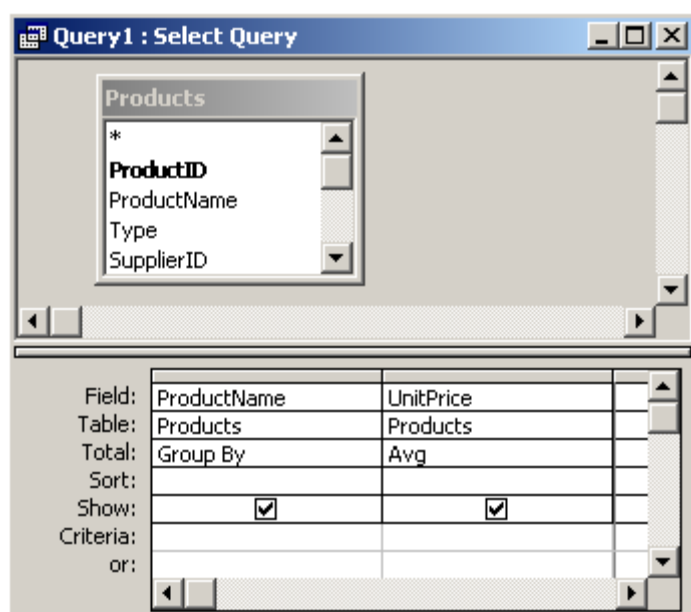 Query1 : Select Query
Products
*
ProductID
ProductName
Type
SupplierID
Field: ProductName UnitPrice
Table: Products Products
Total: Group By Avg
Sort:
Show:
Criteria:
or: